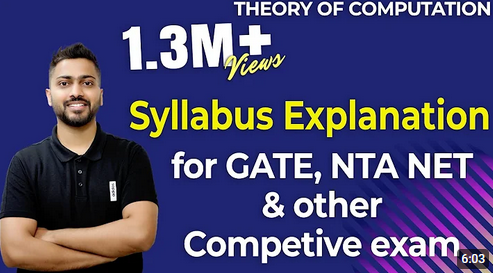 THEORY OF COMPUTATION
1.3M+
Views
Syllabus Explanation
for GATE, NTA NET
& other
Competive exam
6:03